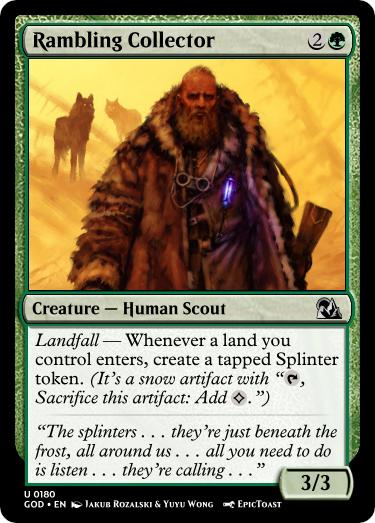 Rambling Collector 2
Creature — Human Scout
Landfall — Whenever a land you
control enters, create a tapped Splinter
token. (It's a snow artifact with “,
Sacrifice this artifact: Add .”)
“The splinters . . . they're just beneath the
frost, all around us . . . all you need to do
is listen . . . they're calling . . .”
3/3
U 0180
GOD • EN Jakub Rozalski & Yuyu Wong EpicToast